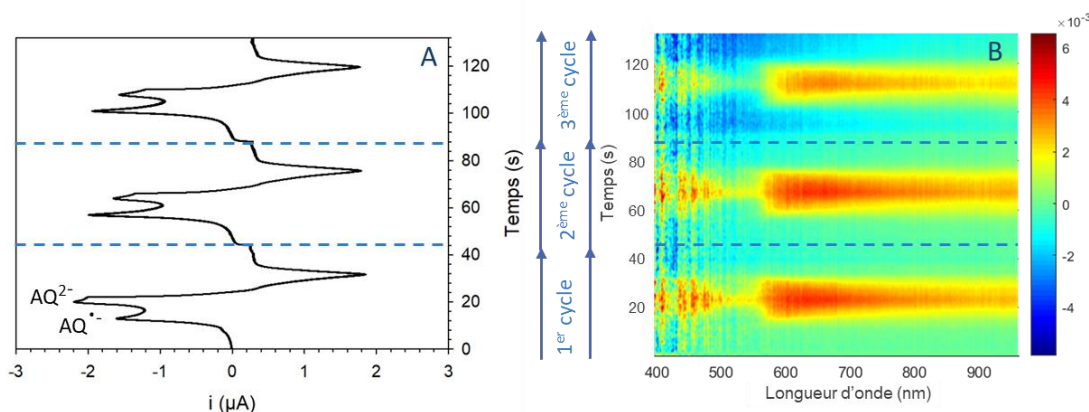 A
120
100
80
60
40
20
0
Temps (s)
AQ²⁻
AQ•⁻
-3 -2 -1 0 1 2 3
i (µA)
3ème cycle
2ème cycle
1er cycle
B
120
100
80
60
40
20
Temps (s)
400 500 600 700 800 900
Longueur d'onde (nm)
×10⁻³
6
4
2
0
-2
-4